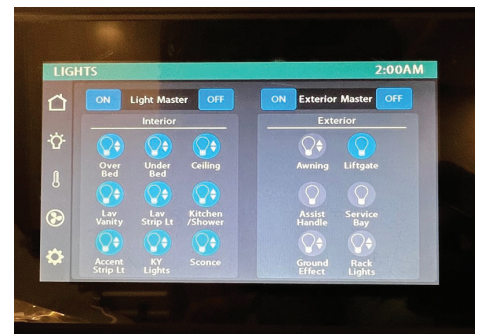 LIGHTS 2:00AM
ON Light Master OFF
ON Exterior Master OFF
Interior
Over Bed
Under Bed
Ceiling
Lav Vanity
Lav Strip Lt
Kitchen /Shower
Accent Strip Lt
KY Lights
Sconce
Exterior
Awning
Liftgate
Assist Handle
Service Bay
Ground Effect
Rack Lights